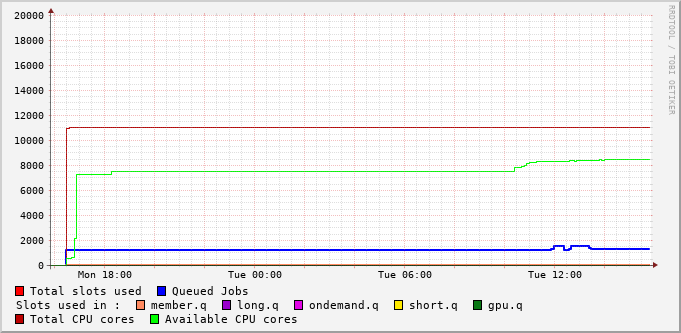 20000
18000
16000
14000
12000
10000
8000
6000
4000
2000
0
Mon 18:00 Tue 00:00 Tue 06:00 Tue 12:00
Total slots used Queued Jobs
Slots used in : member.q long.q ondemand.q short.q gpu.q
Total CPU cores Available CPU cores
RRDTOOL / TOBI OETIKER